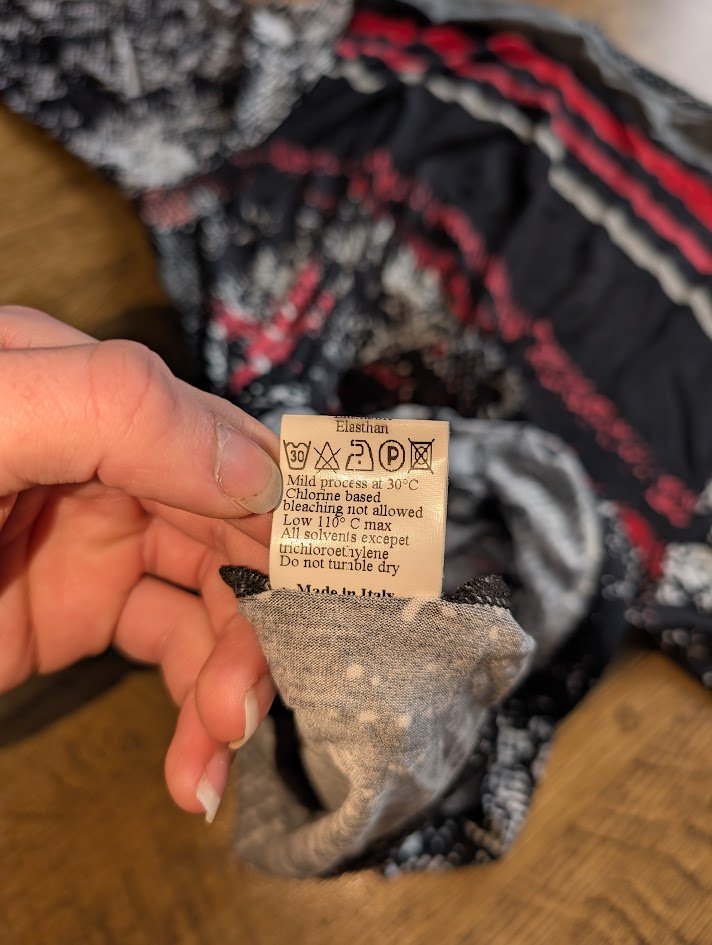 Elasthan
30 P
Mild process at 30°C
Chlorine based
bleaching not allowed
Low 110° C max
All solvents excepet
trichloroethylene
Do not tumble dry
Made in Italy